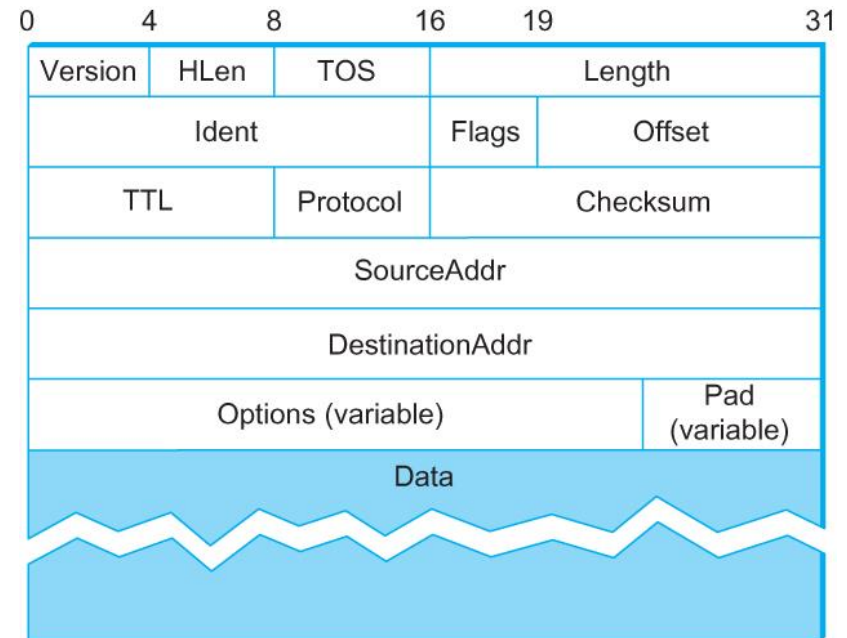 0 4 8 16 19 31
Version HLen TOS Length
Ident Flags Offset
TTL Protocol Checksum
SourceAddr
DestinationAddr
Options (variable) Pad
(variable)
Data